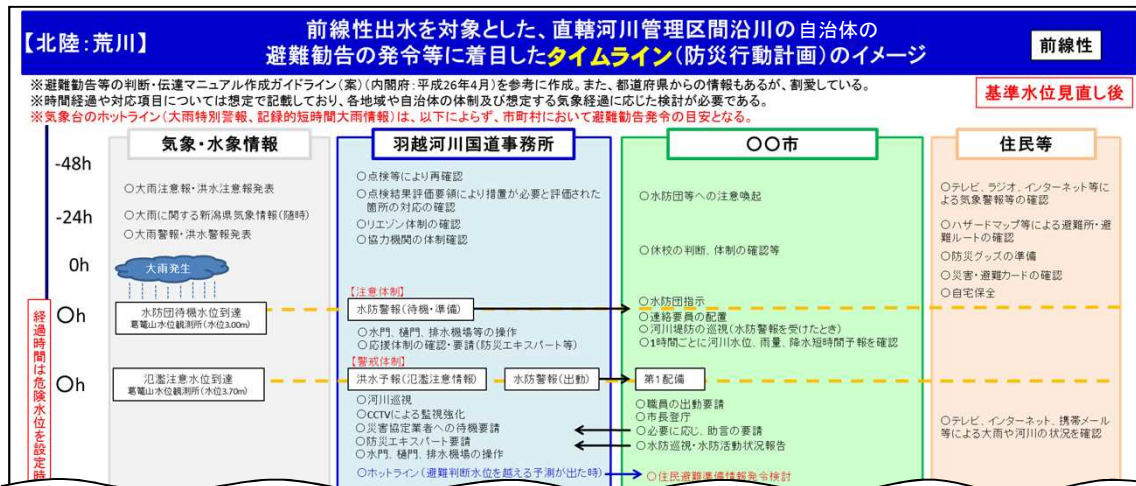 【北陸:荒川】
前線性出水を対象とした、直轄河川管理区間沿川の自治体の
避難勧告の発令等に着目したタイムライン(防災行動計画)のイメージ
前線性
※避難勧告等の判断・伝達マニュアル作成ガイドライン(案)(内閣府:平成26年4月)を参考に作成。また、都道府県からの情報もあるが、割愛している。
※時間経過や対応項目については想定で記載しており、各地域や自治体の体制及び想定する気象経過に応じた検討が必要である。
※気象台のホットライン(大雨特別警報、記録的短時間大雨情報)は、以下によらず、市町村において避難勧告発令の目安となる。
基準水位見直し後
-48h
-24h
0h
〇h
〇h
経過時間は危険水位を設定時
気象・水象情報
○大雨注意報・洪水注意報発表
○大雨に関する新潟県気象情報(随時)
○大雨警報・洪水警報発表
大雨発生
水防団待機水位到達
葛籠山水位観測所(水位3.00m)
氾濫注意水位到達
葛籠山水位観測所(水位3.70m)
羽越河川国道事務所
○点検等により再確認
○点検結果評価要領により措置が必要と評価された
箇所の対応の確認
○リエゾン体制の確認
○協力機関の体制確認
【注意体制】
水防警報(待機・準備)
○水門、樋門、排水機場等の操作
○応援体制の確認・要請(防災エキスパート等)
【警戒体制】
洪水予報(氾濫注意情報)
水防警報(出動)
○河川巡視
○CCTVによる監視強化
○災害協定業者への待機要請
○防災エキスパート要請
○水門、樋門、排水機場の操作
○ホットライン(避難判断水位を越える予測が出た時)
〇〇市
○水防団等への注意喚起
○休校の判断、体制の確認等
○水防団指示
○連絡要員の配置
○河川堤防の巡視(水防警報を受けたとき)
○1時間ごとに河川水位、雨量、降水短時間予報を確認
第1配備
○職員の出動要請
○市長登庁
○必要に応じ、助言の要請
○水防巡視・水防活動状況報告
○住民避難準備情報発令検討
住民等
○テレビ、ラジオ、インターネット等に
よる気象警報等の確認
○ハザードマップ等による避難所・避
難ルートの確認
○防災グッズの準備
○災害・避難カードの確認
○自宅保全
○テレビ、インターネット、携帯メール
等による大雨や河川の状況を確認